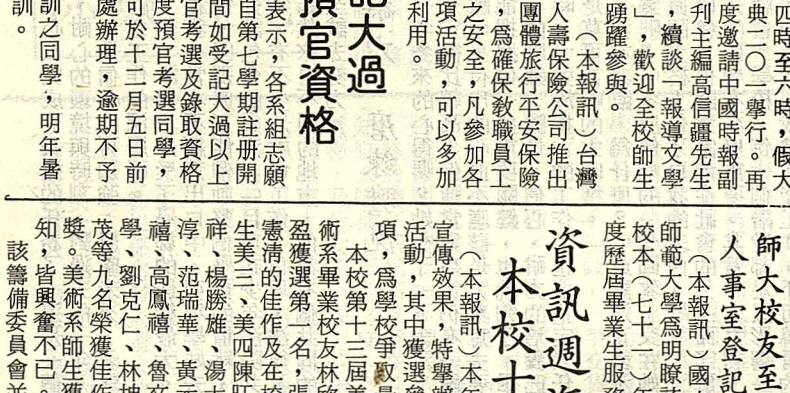 四時至六時，假大
典二〇一舉行。再
度邀請中國時報副
刊主編高信疆先生
，續談「報導文學
」，歡迎全校師生
踴躍參與。
（本報訊）台灣
人壽保險公司推出
團體旅行平安保險
，爲確保敎職員工
之安全，凡參加各
項活動，可以多加
利用。
記大過
預官資格
表示，各系組志願
自第七學期註册開
間如受記大過以上
官考選及錄取資格
度預官考選同學，
可於十一月五日前
處辦理，逾期不予
訓之同學，明年暑
訓。
師大校友至
人事室登記
（本報訊）國
師範大學爲明瞭
校本（七十一）年
度歷屆畢業生服
資訊週
本校十
（本報訊）本
宣傳效果，特舉辦
活動，其中獲選
項，爲學校爭取
本校第十三屆美
術系畢業校友林欣
盈獲選第一名，張
憲淸的佳作及在校
生美三、美四陳
祥、楊勝雄、湯
淳、范瑞華、黃
禧、高鳳禧、魯
學、劉克仁、林
茂等九名榮獲佳作
獎。美術系師生獲
知，皆興奮不已。
該籌備委員會並